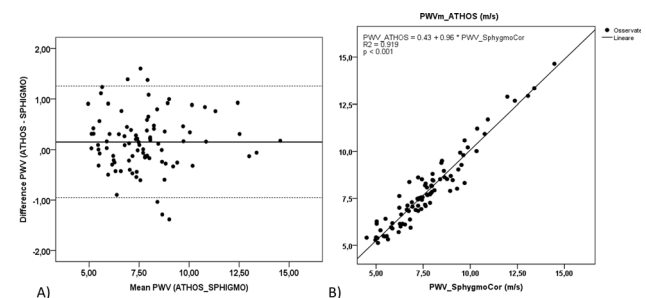 PWVm_ATHOS (m/s)
2,00
1,00
,00
-1,00
-2,00
Difference PWV (ATHOS - SPHIGMO)
5,00 7,50 10,00 12,50 15,00
Mean PWV (ATHOS_SPHIGMO)
A)
PWV_ATHOS = 0.43 + 0.96 * PWV_SphygmoCor
R2 = 0.919
p < 0.001
Osservate
Lineare
15,0
12,5
10,0
7,5
5,0
5,00 7,50 10,00 12,50 15,00
PWV_SphygmoCor (m/s)
B)